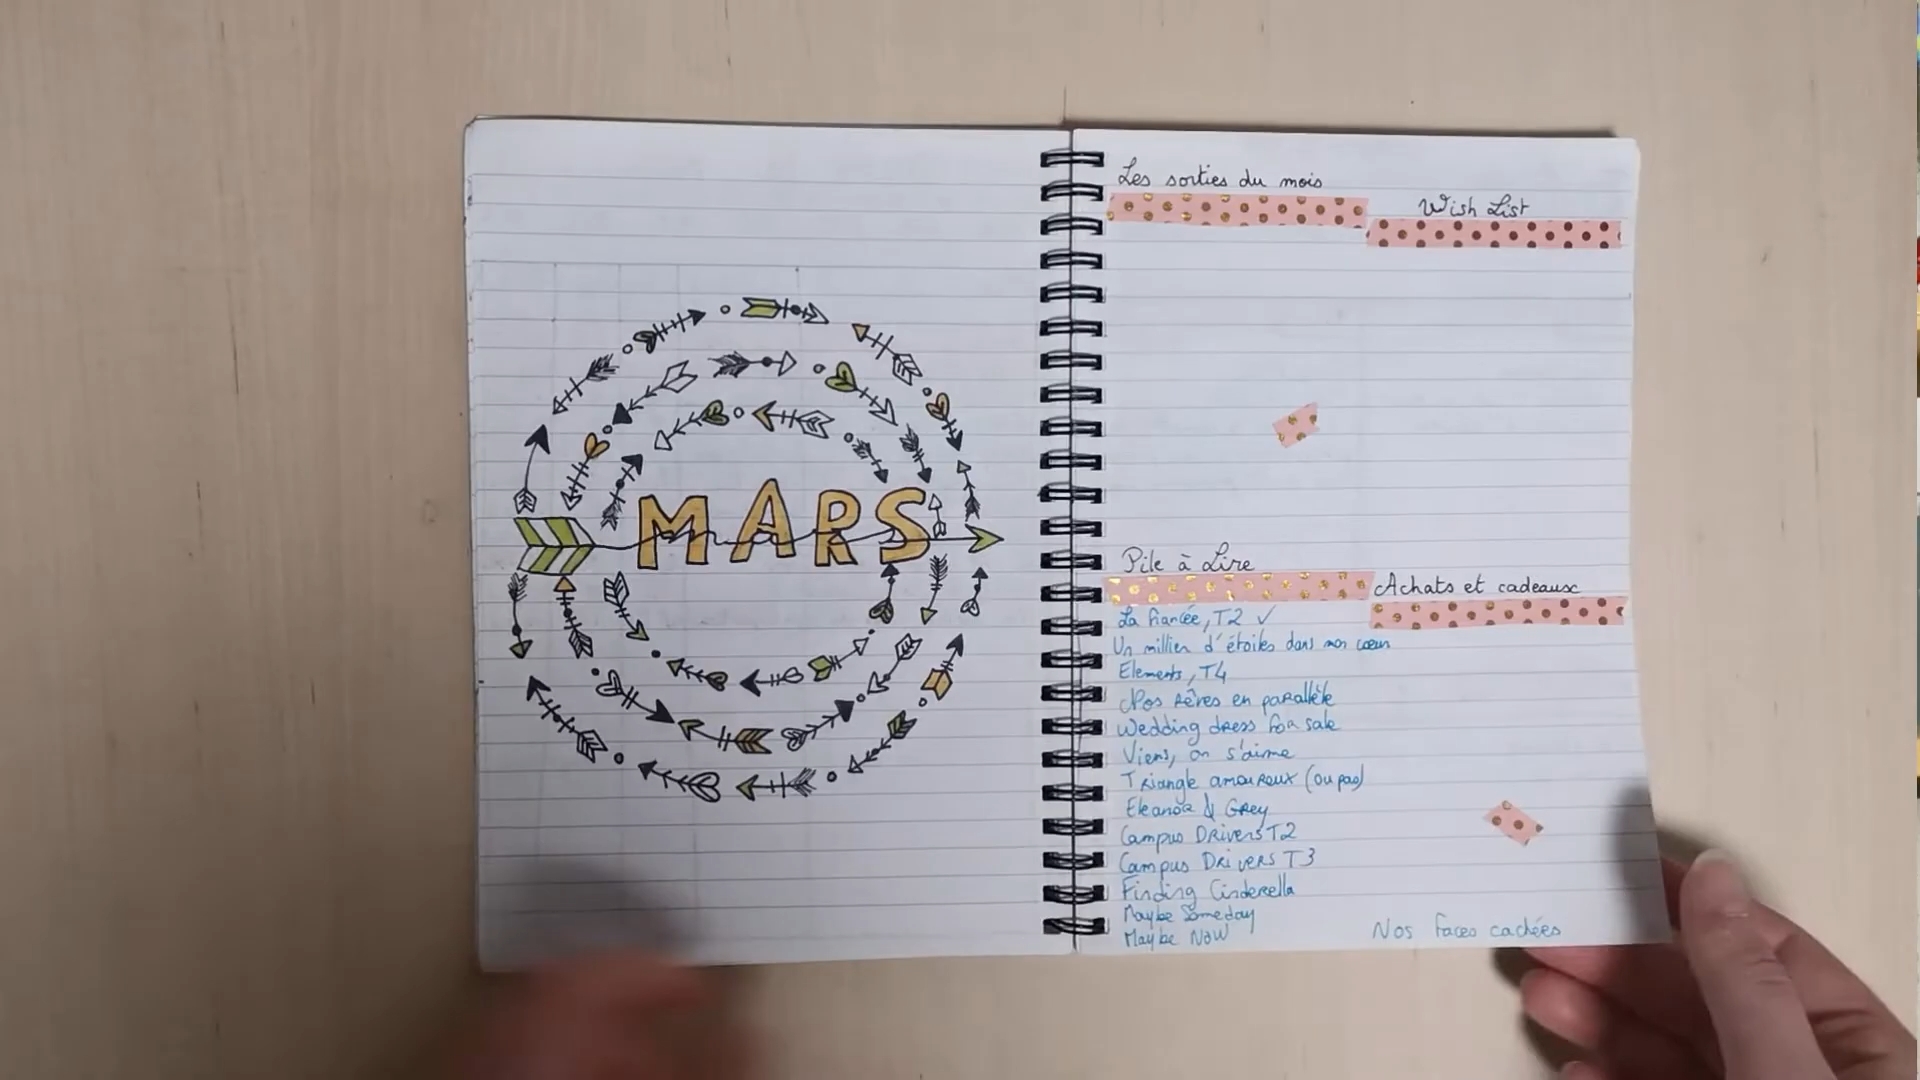 MARS
Les sorties du mois
Wish List
Pile à Lire
Achats et cadeaux
La fiancée, T2 ✓
Un millier d'étoiles dans mon cœur
Elements, T4
Nos Rêves en parallèle
Wedding dress for sale
Viens, on s'aime
Triangle amoureux (ou pas)
Eleanor & Grey
Campus Drivers T2
Campus Drivers T3
Finding Cinderella
Maybe Someday
Maybe Now
Nos faces cachées